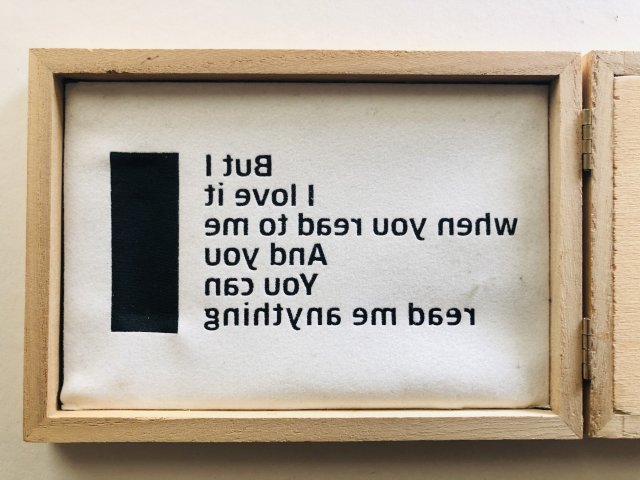 But I
I love it
when you read to me
And you
You can
read me anything